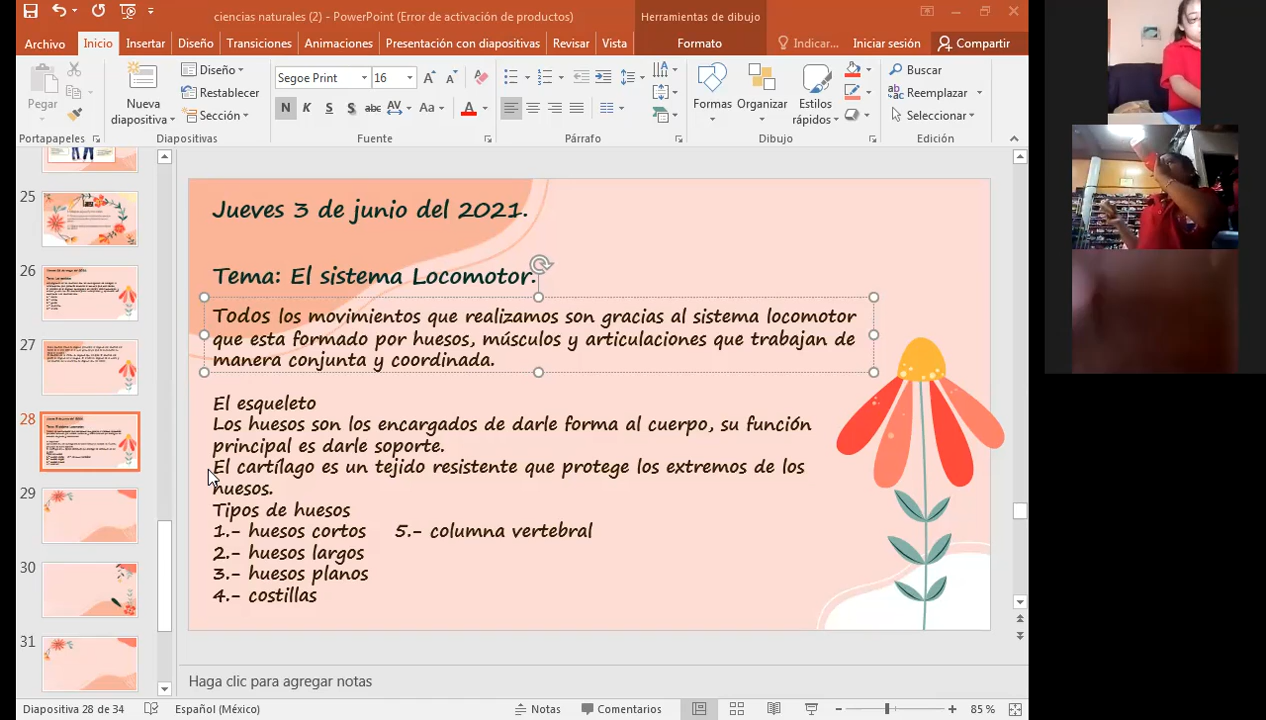 ciencias naturales (2) - PowerPoint (Error de activación de productos)
Herramientas de dibujo
Archivo
Inicio
Insertar
Diseño
Transiciones
Animaciones
Presentación con diapositivas
Revisar
Vista
Formato
Indicar...
Iniciar sesión
Compartir
Pegar
Nueva
diapositiva
Diseño
Restablecer
Sección
Segoe Print
16
N K S S abc AV Aa A
Formas
Organizar
Estilos
rápidos
Buscar
Reemplazar
Seleccionar
Portapapeles
Diapositivas
Fuente
Párrafo
Dibujo
Edición
25
26
27
28
29
30
31
Jueves 3 de junio del 2021.
Tema: El sistema Locomotor.
Todos los movimientos que realizamos son gracias al sistema locomotor
que esta formado por huesos, músculos y articulaciones que trabajan de
manera conjunta y coordinada.
El esqueleto
Los huesos son los encargados de darle forma al cuerpo, su función
principal es darle soporte.
El cartílago es un tejido resistente que protege los extremos de los
huesos.
Tipos de huesos
1.- huesos cortos 5.- columna vertebral
2.- huesos largos
3.- huesos planos
4.- costillas
Haga clic para agregar notas
Diapositiva 28 de 34
Español (México)
Notas
Comentarios
85 %